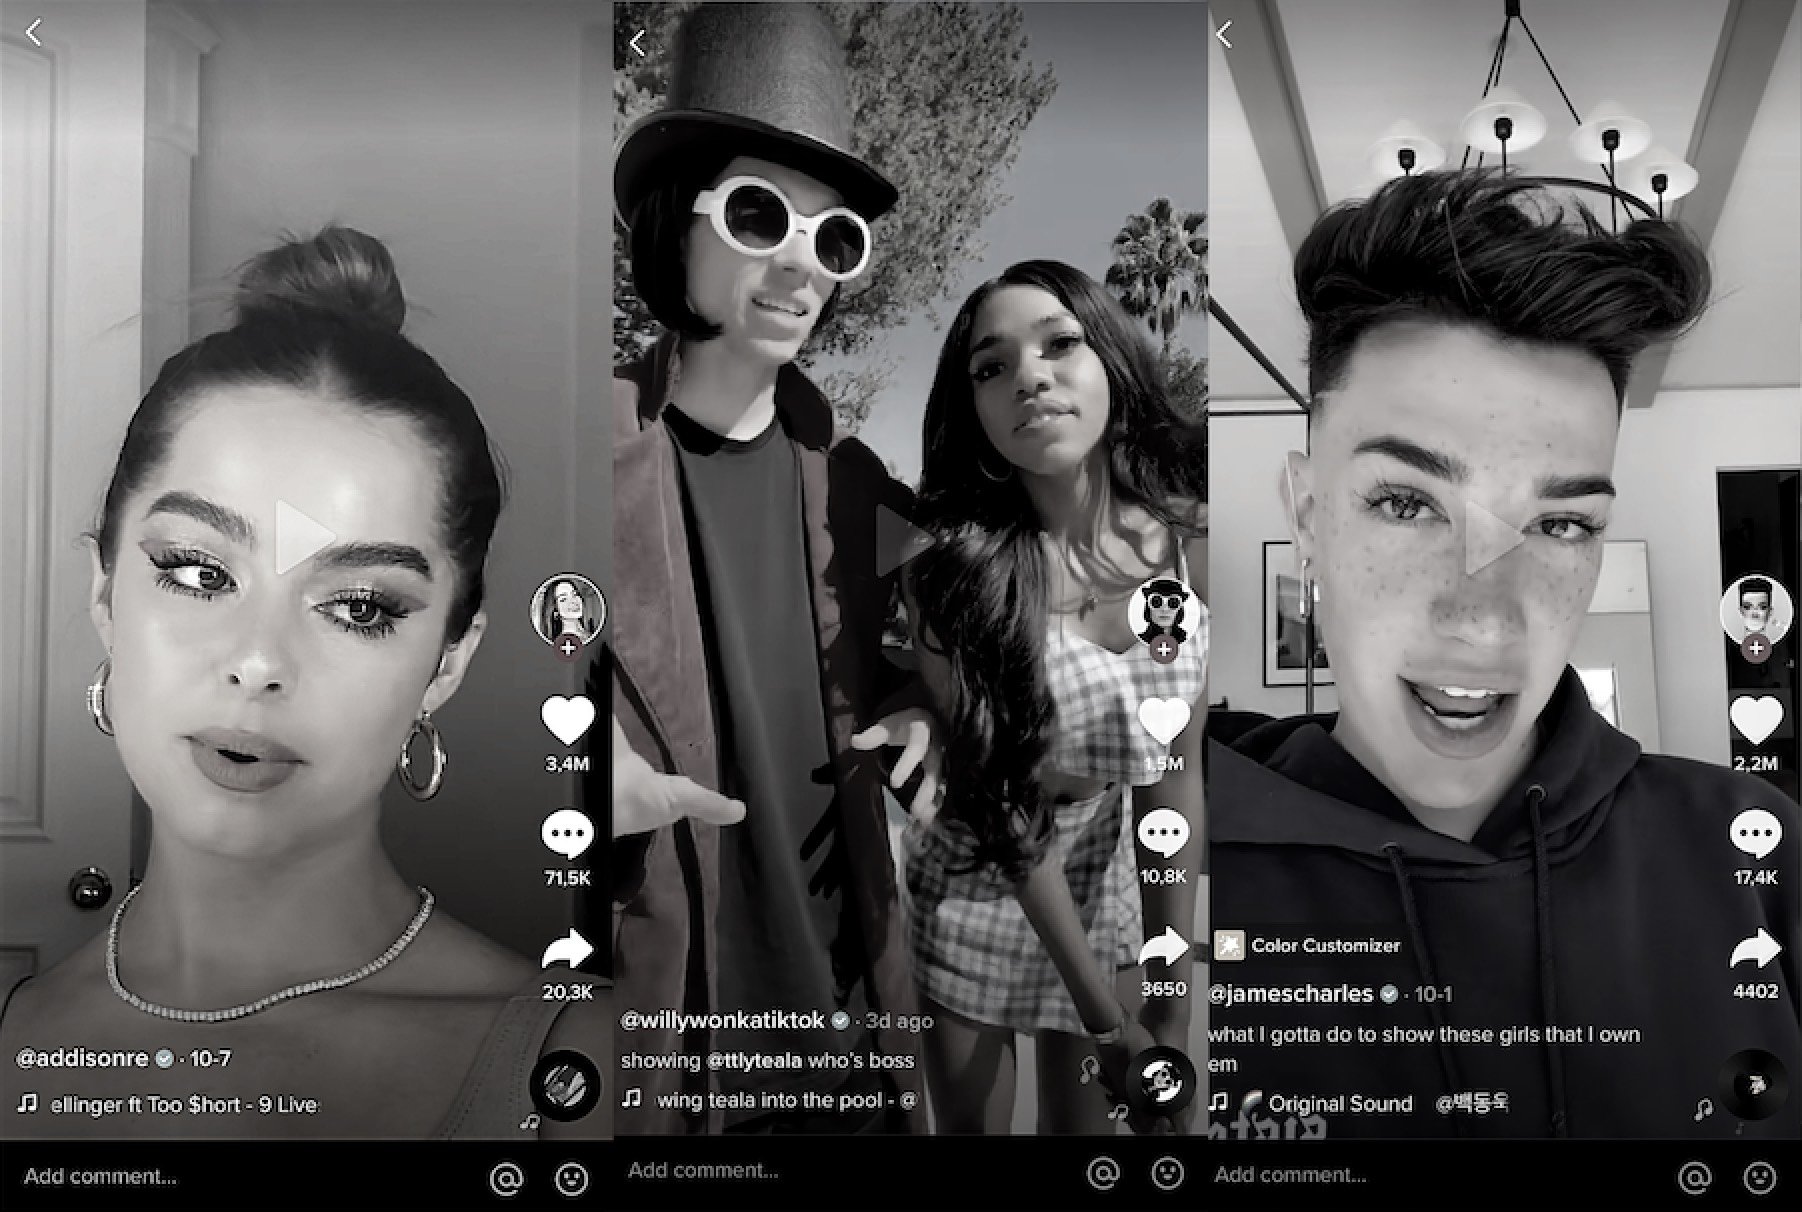 3,4M
71,5K
20.3K
@addisonre · 10-7
ellinger ft Too $hort - 9 Live
Add comment...
1,5M
10,8K
3650
@willywonkatiktok · 3d ago
showing @ttlyteala who's boss
wing teala into the pool - @
Add comment...
2,2M
17,4K
4402
Color Customizer
@jamescharles · 10-1
what I gotta do to show these girls that I own
em
Original Sound @백동욱
Add comment...